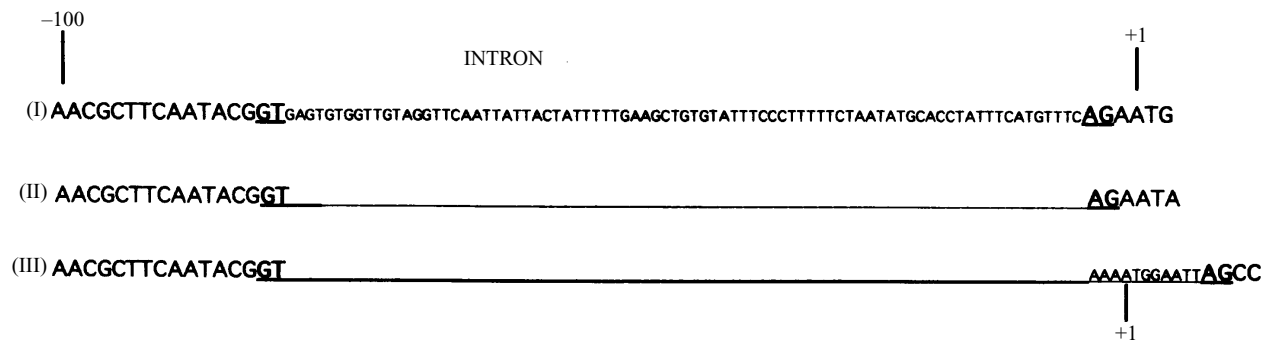 –100
+1
INTRON
(I) AACGCTTCAATACGGTGAGTGTGGTTGTAGGTTCAATTATTACTATTTTTGAAGCTGTGTATTTCCCTTTTTCTAATATGCACCTATTTCATGTTTCAGAATG
(II) AACGCTTCAATACGGT AGAATA
(III) AACGCTTCAATACGGT AAAATGGAATTAGCC
+1